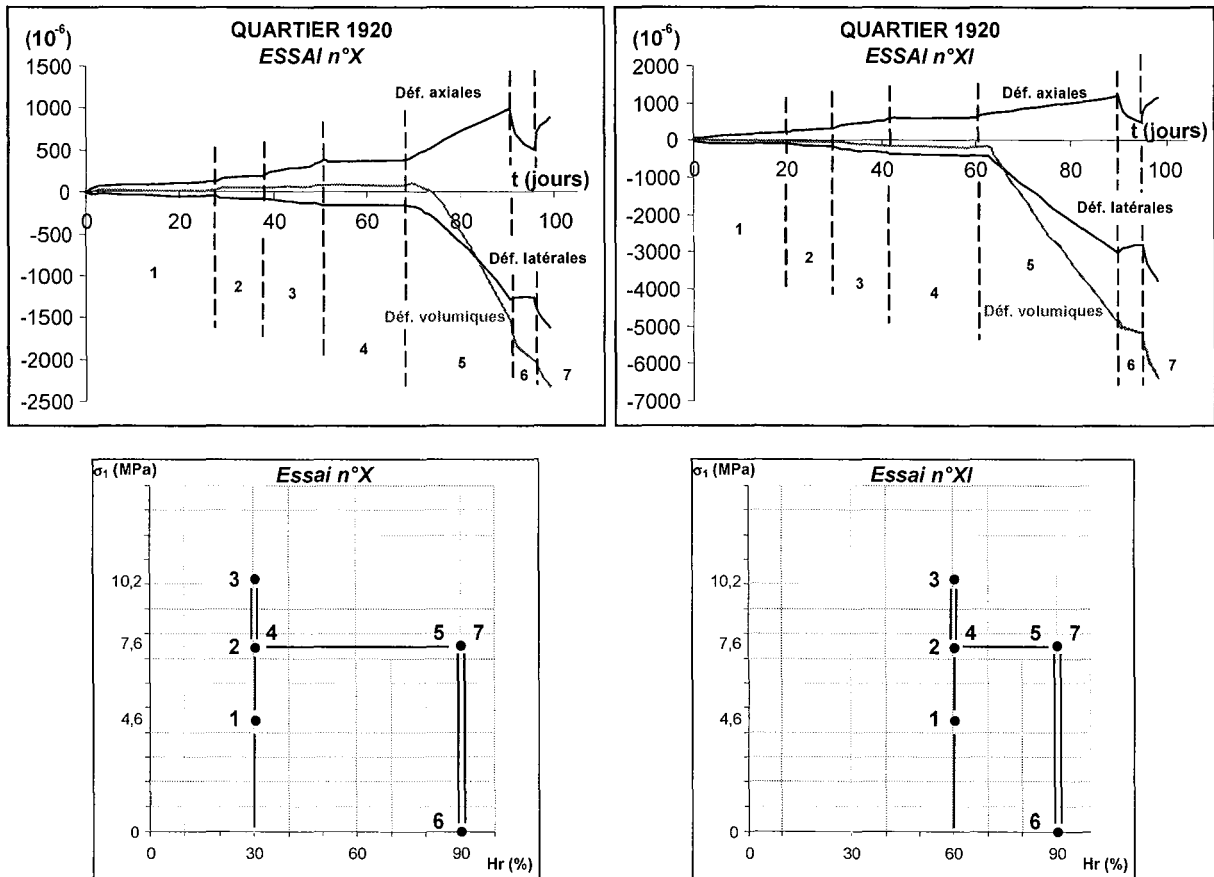 QUARTIER 1920
ESSAI n°X
(10⁻⁶)
1500
1000
500
0
-500
-1000
-1500
-2000
-2500
Déf. axiales
t (jours)
0 20 40 60 80 100
Déf. latérales
Déf. volumiques
1 2 3 4 5 6 7
QUARTIER 1920
ESSAI n°XI
(10⁻⁶)
2000
1000
0
-1000
-2000
-3000
-4000
-5000
-6000
-7000
Déf. axiales
t (jours)
0 20 40 60 80 100
Déf. latérales
Déf. volumiques
1 2 3 4 5 6 7
σ₁ (MPa)
Essai n°X
10,2
7,6
4,6
0
3
2 4 5 7
1
6
0 30 60 90
Hr (%)
σ₁ (MPa)
Essai n°XI
10,2
7,6
4,6
0
3
2 4 5 7
1
6
0 30 60 90
Hr (%)